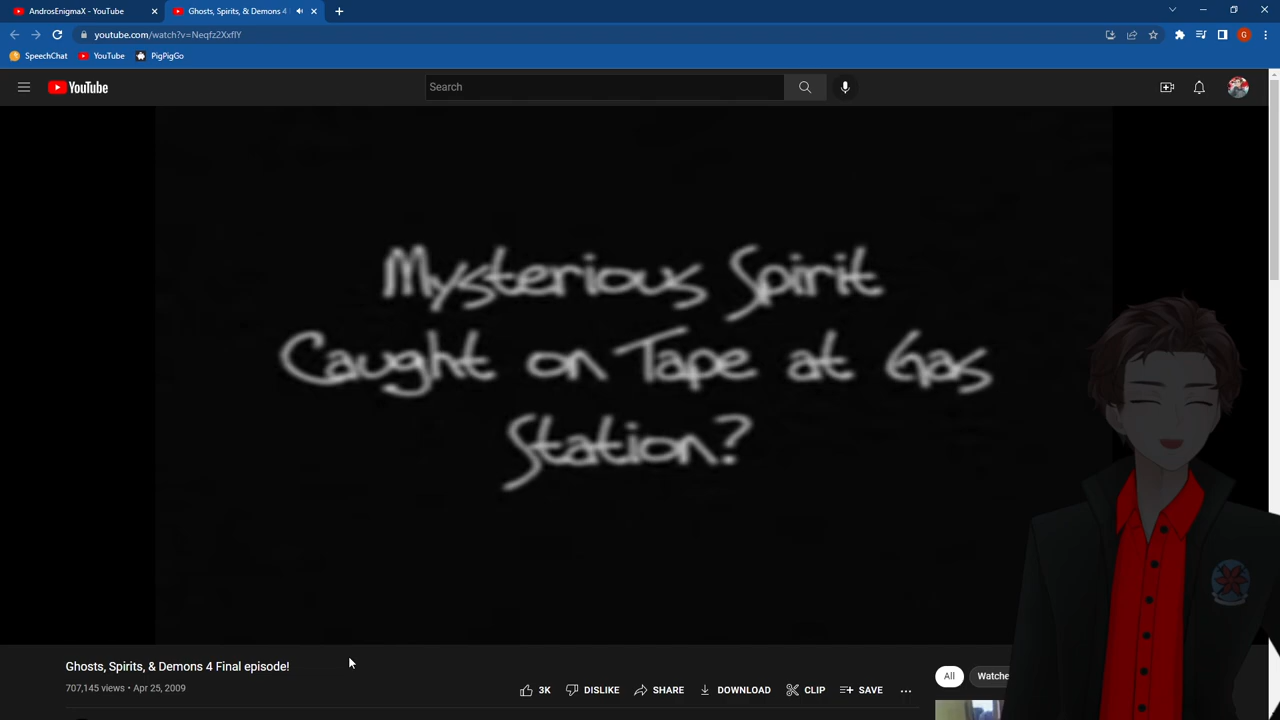 AndrosEnigmaX - YouTube
Ghosts, Spirits, & Demons 4
youtube.com/watch?v=Neqfz2XxflY
G
SpeechChat
YouTube
PigPigGo
YouTube
Search
Mysterious Spirit
Caught on Tape at Gas
Station?
Ghosts, Spirits, & Demons 4 Final episode!
707,145 views • Apr 25, 2009
3K
DISLIKE
SHARE
DOWNLOAD
CLIP
SAVE
All
Watche